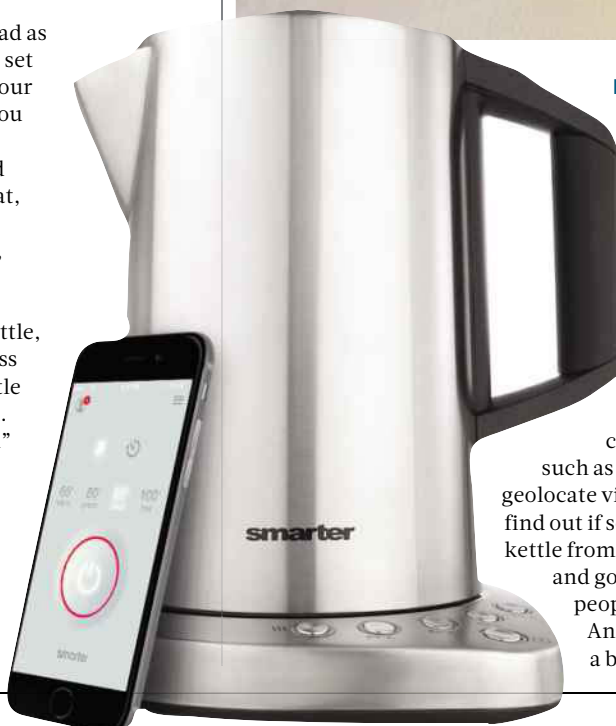 ad as
set
our
ou
d
at,
,
ttle,
ss
tle
.
”
smarter
65°
80°
100°
smarter
c
such as
geolocate vi
find out if s
kettle from
and go
peop
An
a b